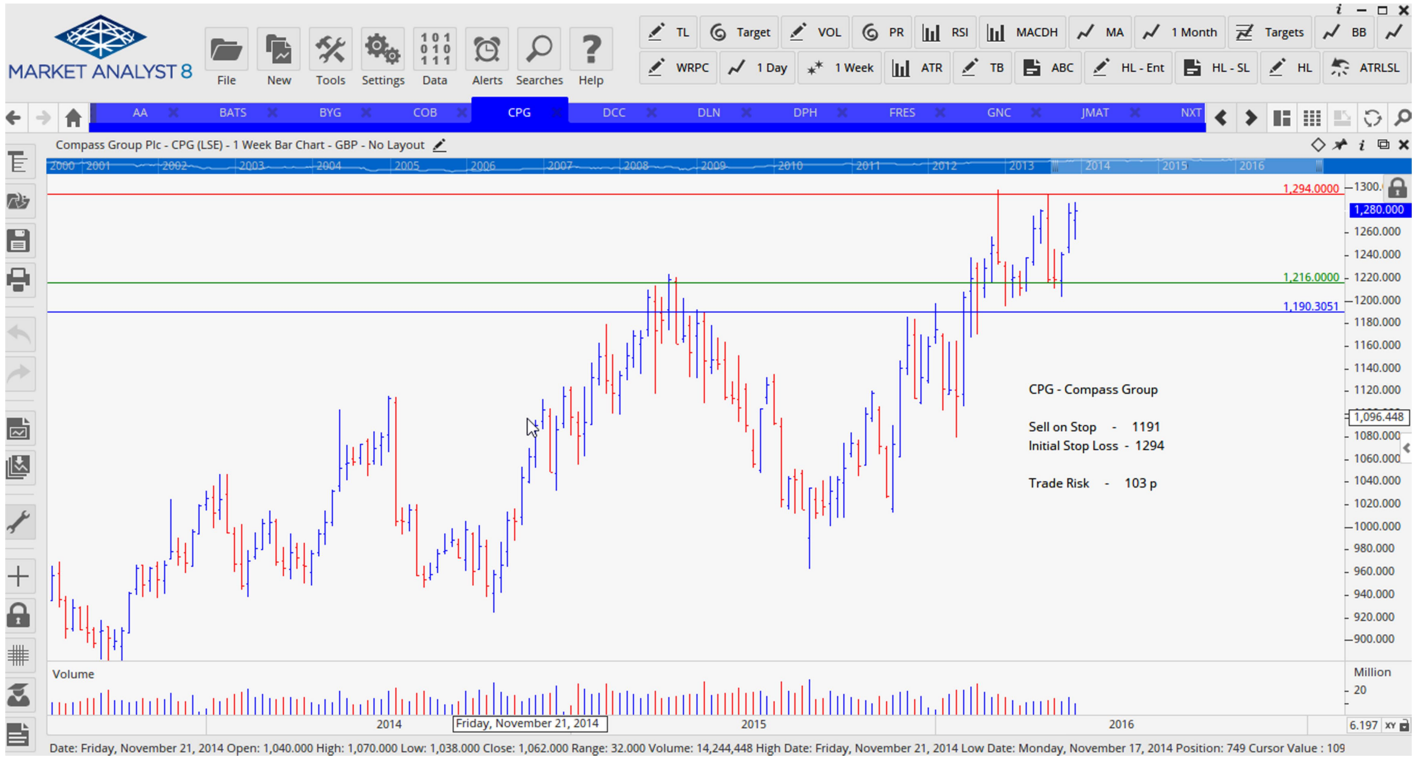 MARKET ANALYST 8
File New Tools Settings Data Alerts Searches Help
101
010
110
TL Target VOL PR RSI MACDH MA 1 Month Targets BB
WRPC 1 Day 1 Week ATR TB ABC HL - Ent HL - SL HL ATRLSL
AA BATS BYG COB CPG DCC DLN DPH FRES GNC JMAT NXT
Compass Group Plc - CPG (LSE) - 1 Week Bar Chart - GBP - No Layout
2000 2001 2002 2003 2004 2005 2006 2007 2008 2009 2010 2011 2012 2013 2014 2015 2016
1,294.0000
1300.
1,280.000
1260.000
1240.000
1,216.0000
1220.000
1200.000
1,190.3051
1180.000
1160.000
1140.000
1120.000
CPG - Compass Group
1,096.448
Sell on Stop - 1191
1080.000
Initial Stop Loss - 1294
1060.000
1040.000
Trade Risk - 103 p
1020.000
1000.000
980.000
960.000
940.000
920.000
900.000
Volume
Million
20
2014 Friday, November 21, 2014 2015 2016
6.197 XY
Date: Friday, November 21, 2014 Open: 1,040.000 High: 1,070.000 Low: 1,038.000 Close: 1,062.000 Range: 32.000 Volume: 14,244,448 High Date: Friday, November 21, 2014 Low Date: Monday, November 17, 2014 Position: 749 Cursor Value : 109